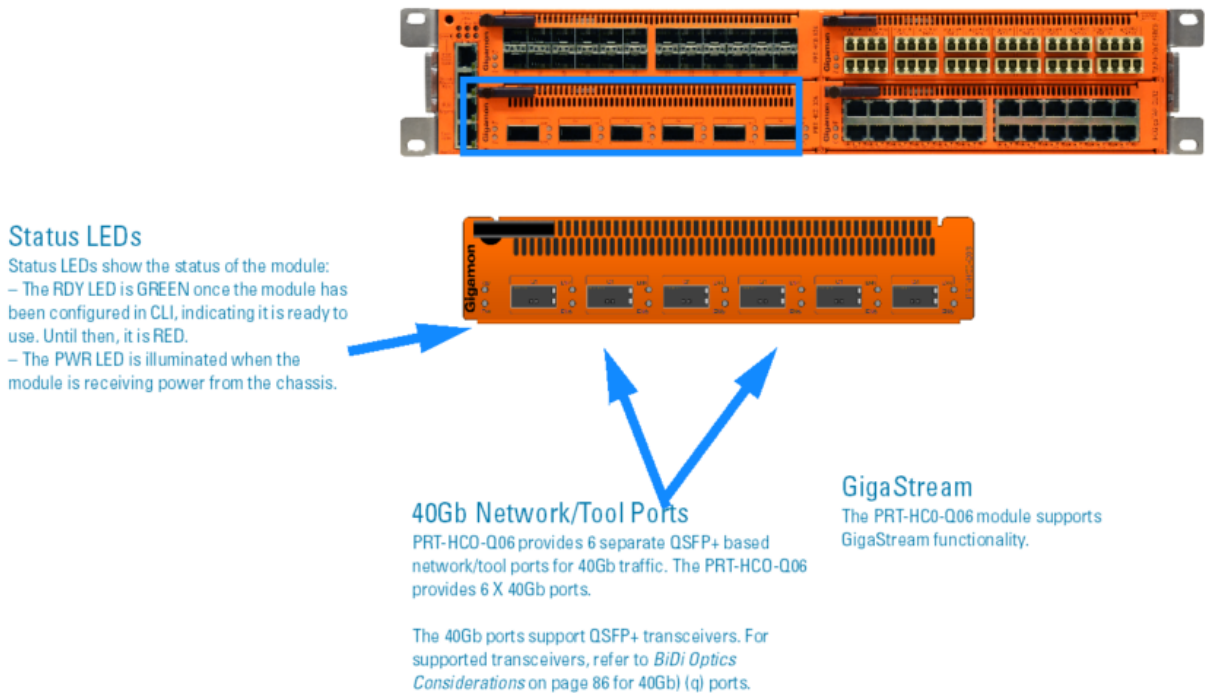 Gigamon
Gigamon
Gigamon
Gigamon
Gigamon
Status LEDs
Status LEDs show the status of the module:
– The RDY LED is GREEN once the module has
been configured in CLI, indicating it is ready to
use. Until then, it is RED.
– The PWR LED is illuminated when the
module is receiving power from the chassis.
40Gb Network/Tool Ports
PRT-HC0-Q06 provides 6 separate QSFP+ based
network/tool ports for 40Gb traffic. The PRT-HC0-Q06
provides 6 X 40Gb ports.
The 40Gb ports support QSFP+ transceivers. For
supported transceivers, refer to BiDi Optics
Considerations on page 86 for 40Gb) (q) ports.
GigaStream
The PRT-HC0-Q06 module supports
GigaStream functionality.